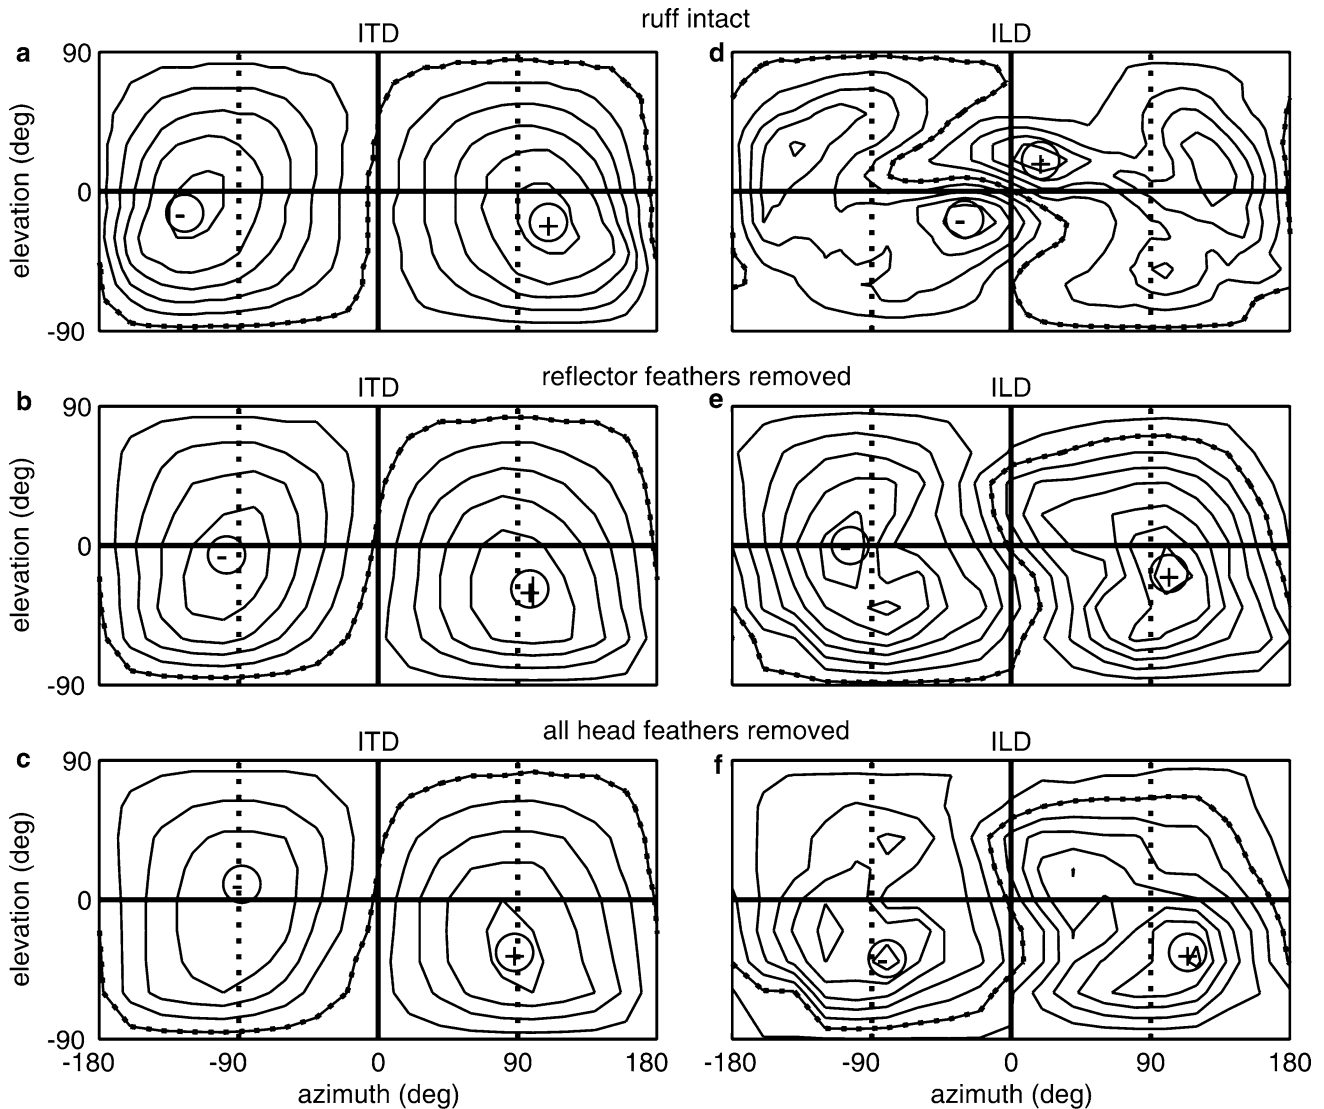 ruff intact
a ITD
d ILD
90
0
-90
elevation (deg)
-
+
+
-
reflector feathers removed
b ITD
e ILD
90
0
-90
elevation (deg)
-
+
-
+
all head feathers removed
c ITD
f ILD
90
0
-90
elevation (deg)
-
+
-
+
-180 -90 0 90 180
-180 -90 0 90 180
azimuth (deg)
azimuth (deg)